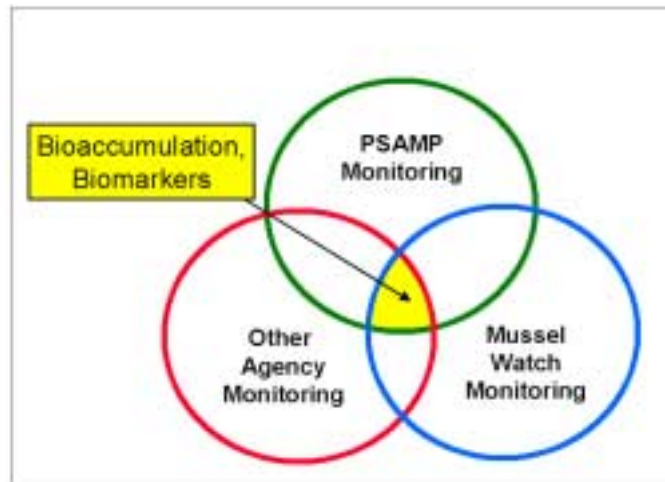 Bioaccumulation,
Biomarkers
PSAMP
Monitoring
Other
Agency
Monitoring
Mussel
Watch
Monitoring